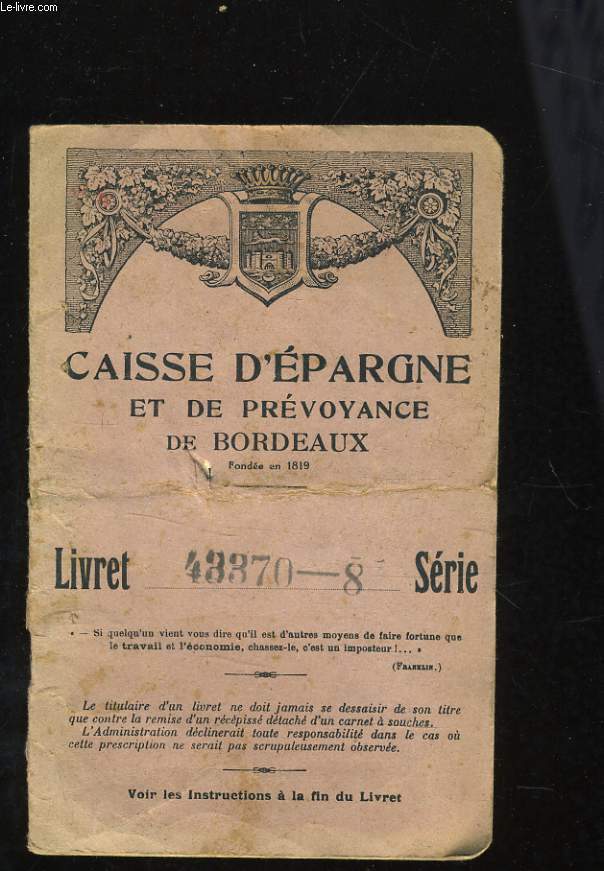 Le-livre.com
CAISSE D'ÉPARGNE
ET DE PRÉVOYANCE
DE BORDEAUX
Fondée en 1819
Livret 43370—8 Série
« — Si quelqu'un vient vous dire qu'il est d'autres moyens de faire fortune que
le travail et l'économie, chassez-le, c'est un imposteur !... »
(FRANKLIN.)
Le titulaire d'un livret ne doit jamais se dessaisir de son titre
que contre la remise d'un récépissé détaché d'un carnet à souches.
L'Administration déclinerait toute responsabilité dans le cas où
cette prescription ne serait pas scrupuleusement observée.
Voir les Instructions à la fin du Livret